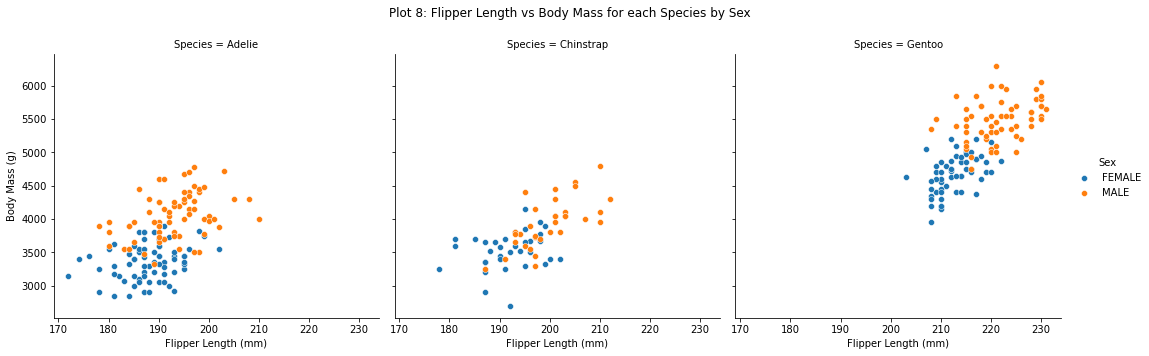 Plot 8: Flipper Length vs Body Mass for each Species by Sex
Species = Adelie
Species = Chinstrap
Species = Gentoo
6000
5500
5000
4500
4000
3500
3000
Body Mass (g)
170 180 190 200 210 220 230
170 180 190 200 210 220 230
170 180 190 200 210 220 230
Flipper Length (mm)
Flipper Length (mm)
Flipper Length (mm)
Sex
FEMALE
MALE